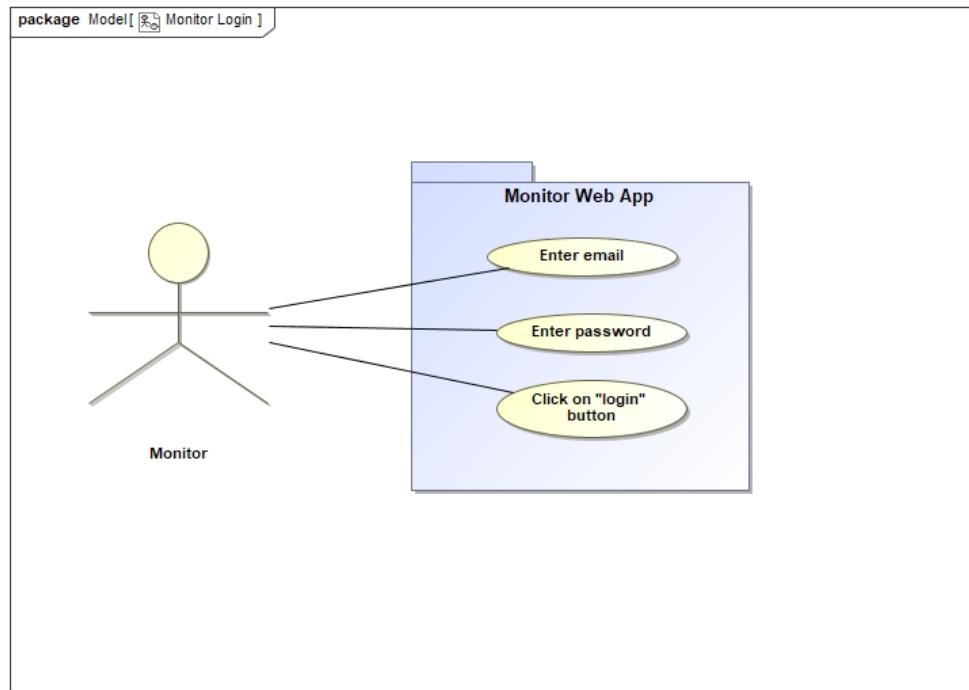 package Model[ Monitor Login ]
Monitor Web App
Enter email
Enter password
Click on "login"
button
Monitor